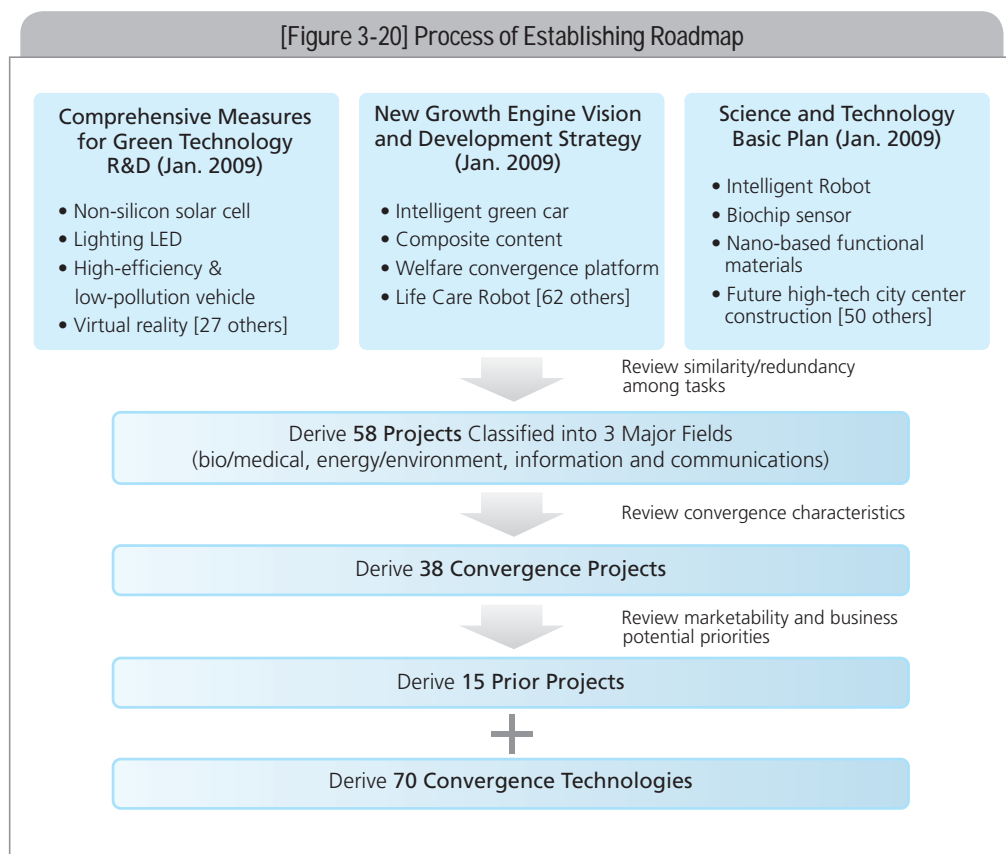 [Figure 3-20] Process of Establishing Roadmap
Comprehensive Measures
for Green Technology
R&D (Jan. 2009)
• Non-silicon solar cell
• Lighting LED
• High-efficiency &
low-pollution vehicle
• Virtual reality [27 others]
New Growth Engine Vision
and Development Strategy
(Jan. 2009)
• Intelligent green car
• Composite content
• Welfare convergence platform
• Life Care Robot [62 others]
Science and Technology
Basic Plan (Jan. 2009)
• Intelligent Robot
• Biochip sensor
• Nano-based functional
materials
• Future high-tech city center
construction [50 others]
Review similarity/redundancy
among tasks
Derive 58 Projects Classified into 3 Major Fields
(bio/medical, energy/environment, information and communications)
Review convergence characteristics
Derive 38 Convergence Projects
Review marketability and business
potential priorities
Derive 15 Prior Projects
+
Derive 70 Convergence Technologies